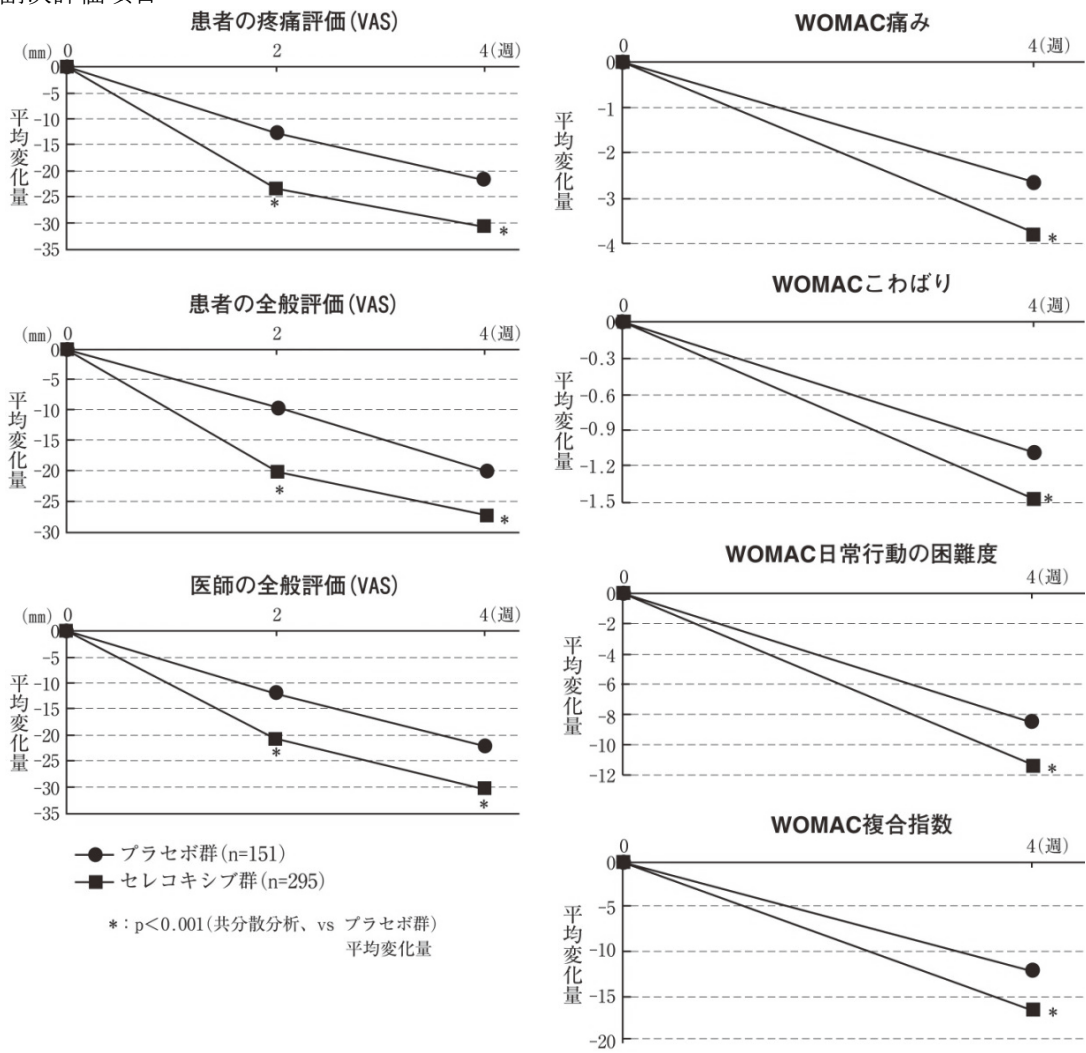 患者の疼痛評価(VAS)
(mm) 0 2 4(週)
0
-5
-10
-15
-20
-25
-30
-35
平均変化量
*
*
患者の全般評価(VAS)
(mm) 0 2 4(週)
0
-5
-10
-15
-20
-25
-30
平均変化量
*
*
医師の全般評価(VAS)
(mm) 0 2 4(週)
0
-5
-10
-15
-20
-25
-30
-35
平均変化量
*
*
プラセボ群(n=151)
セレコキシブ群(n=295)
*:p<0.001(共分散分析、vs プラセボ群)
平均変化量
WOMAC痛み
0 4(週)
0
-1
-2
-3
-4
平均変化量
*
WOMACこわばり
0 4(週)
0
-0.3
-0.6
-0.9
-1.2
-1.5
平均変化量
*
WOMAC日常行動の困難度
0 4(週)
0
-2
-4
-6
-8
-10
-12
平均変化量
*
WOMAC複合指数
0 4(週)
0
-5
-10
-15
-20
平均変化量
*